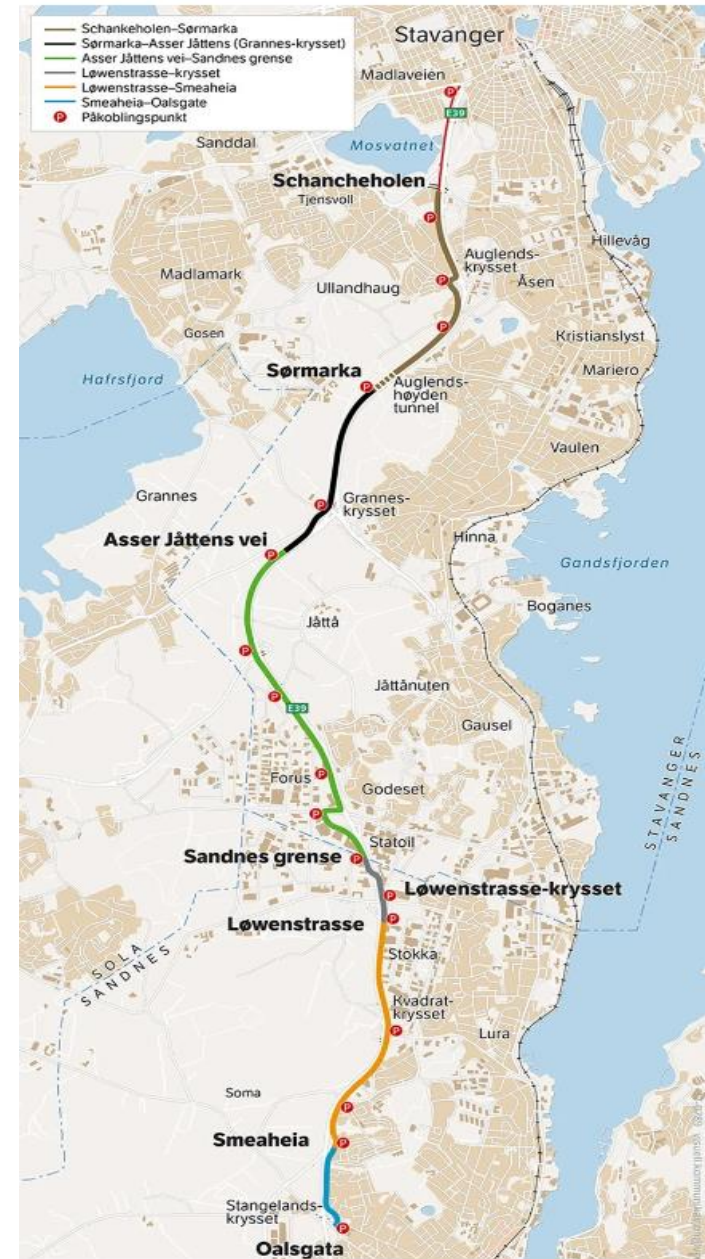 Schankeholen–Sørmarka
Sørmarka–Asser Jåttens (Grannes-krysset)
Asser Jåttens vei–Sandnes grense
Løwenstrasse-krysset
Løwenstrasse–Smeaheia
Smeaheia–Oalsgate
P Påkoblingspunkt
Stavanger
Madlaveien
P
E39
Sanddal
Mosvatnet
Schancheholen
Tjensvoll
P
Hillevåg
Auglends-
krysset
Madlamark
Ullandhaug
P
Åsen
Gosen
P
Kristianslyst
Sørmarka
Mariero
Hafrsfjord
P
Auglends-
høyden
tunnel
Vaulen
Grannes
P
Grannes-
krysset
Asser Jåttens vei
P
Hinna
Gandsfjorden
Boganes
Jåttå
P
Jåttånuten
P
E39
Gausel
STAVANGER
SANDNES
Forus
P
Godeset
P
Statoil
Sandnes grense
P
Løwenstrasse-krysset
P
Løwenstrasse
P
SOLA
SANDNES
Stokka
Kvadrat-
krysset
P
Lura
Soma
P
Smeaheia
P
Stangelands-
krysset
P
Oalsgata